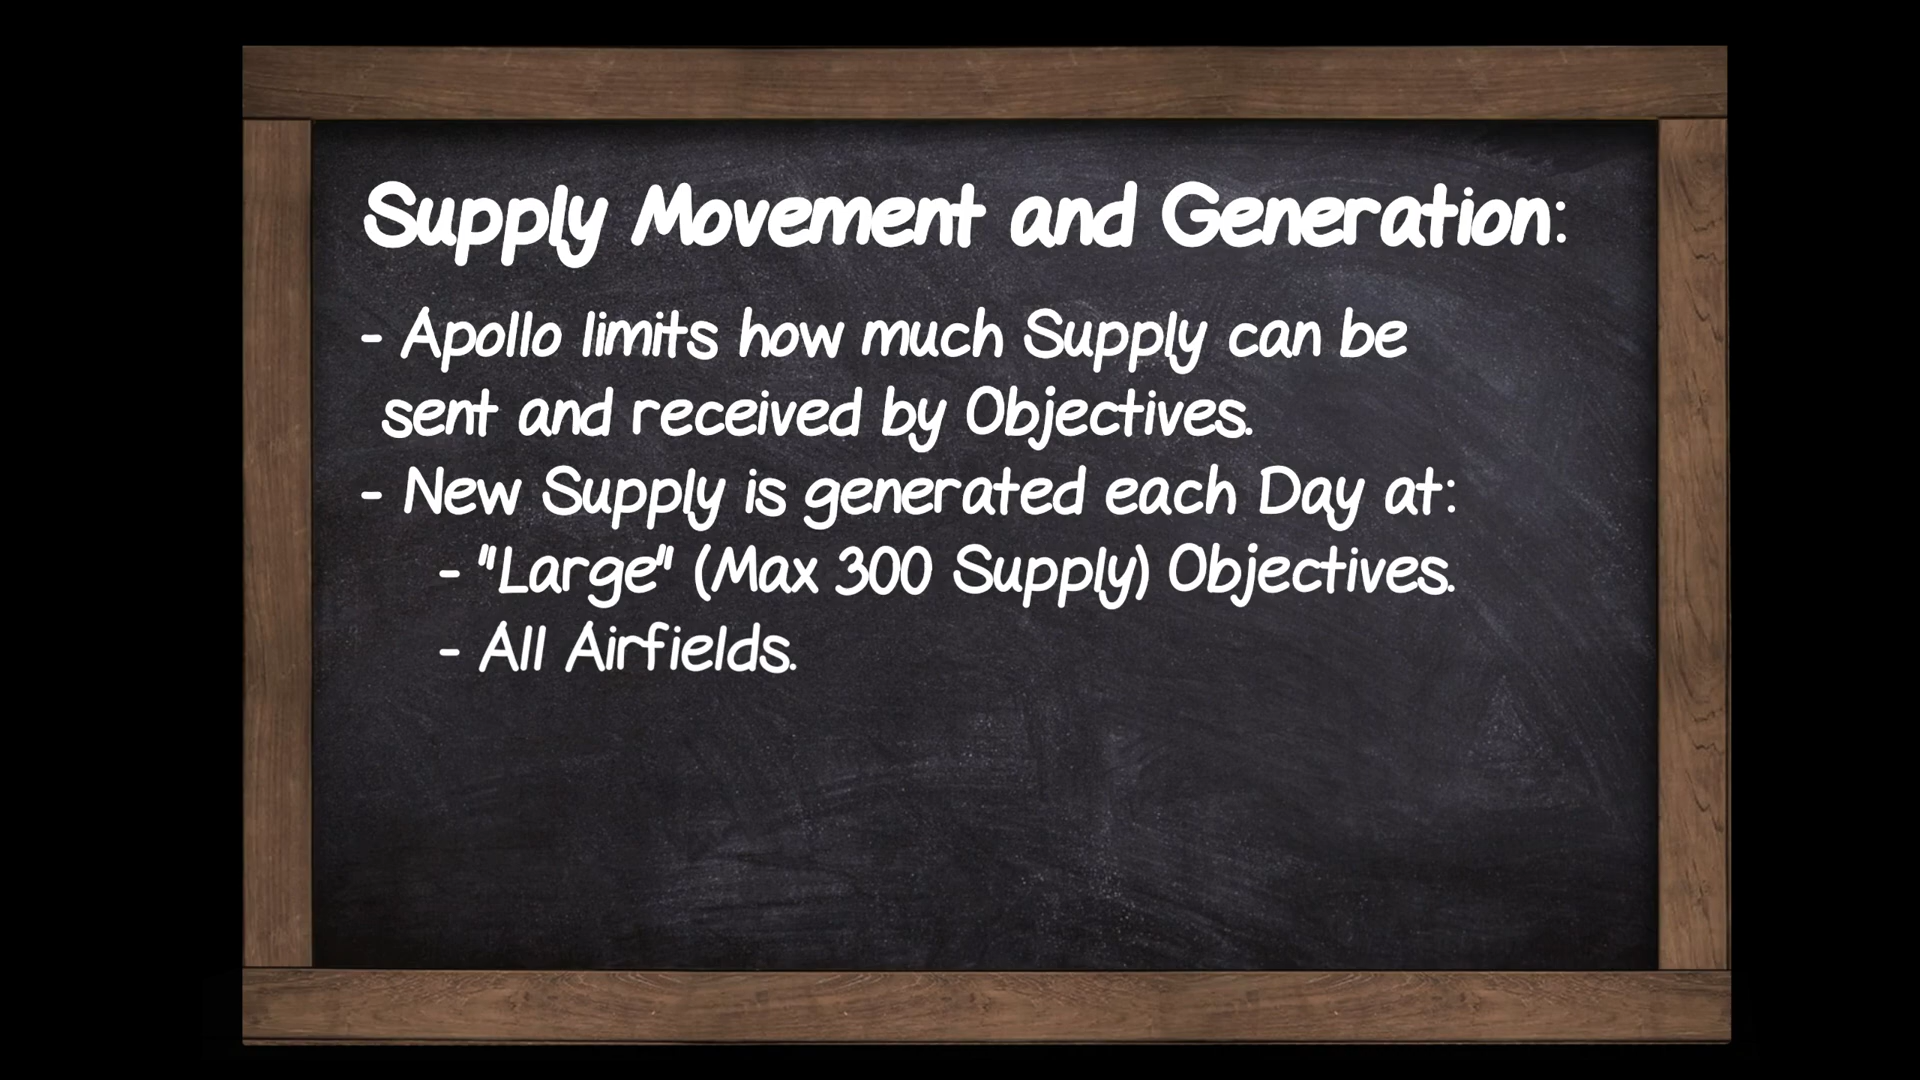 Supply Movement and Generation:
- Apollo limits how much Supply can be
sent and received by Objectives.
- New Supply is generated each Day at:
- "Large" (Max 300 Supply) Objectives.
- All Airfields.